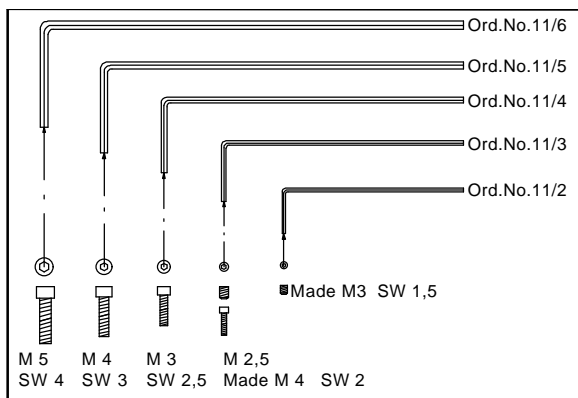 Ord.No.11/6
Ord.No.11/5
Ord.No.11/4
Ord.No.11/3
Ord.No.11/2
Made M3 SW 1,5
M 5 M 4 M 3 M 2,5
SW 4 SW 3 SW 2,5 Made M 4 SW 2